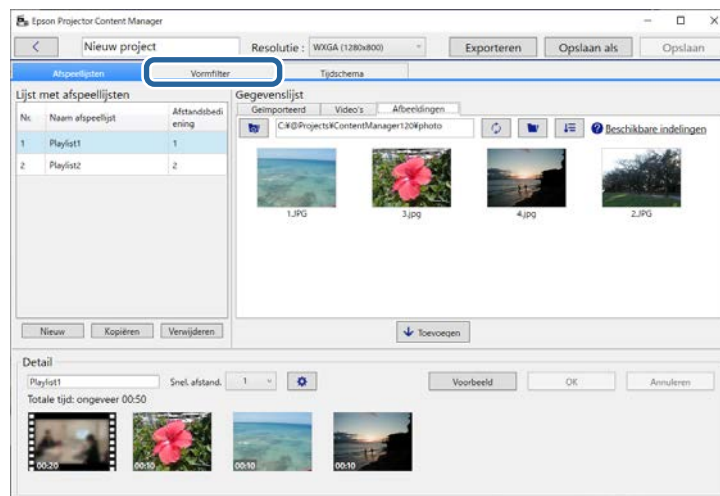 Epson Projector Content Manager
Nieuw project Resolutie : WXGA (1280x800) Exporteren Opslaan als Opslaan
Afspeellijsten Vormfilter Tijdschema
Lijst met afspeellijsten
Nr. Naam afspeellijst Afstandsbedi
ening
1 Playlist1 1
2 Playlist2 2
Nieuw Kopiëren Verwijderen
Gegevenslijst
Geïmporteerd Video's Afbeeldingen
C:¥@Projects¥ContentManager120¥photo Beschikbare indelingen
1.JPG 3.jpg 4.jpg 2.JPG
Toevoegen
Detail
Playlist1 Snel. afstand. 1 Voorbeeld OK Annuleren
Totale tijd: ongeveer 00:50
00:20 00:10 00:10 00:10